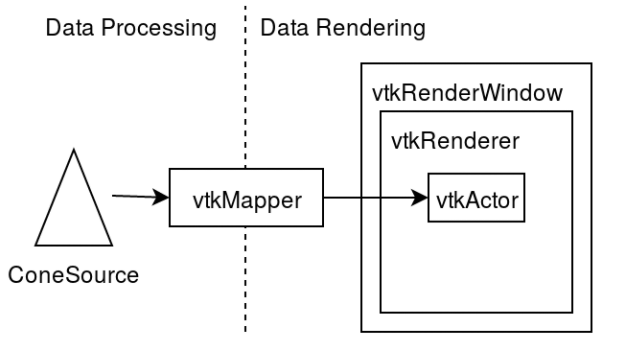 Data Processing
Data Rendering
vtkRenderWindow
vtkRenderer
vtkMapper
vtkActor
ConeSource